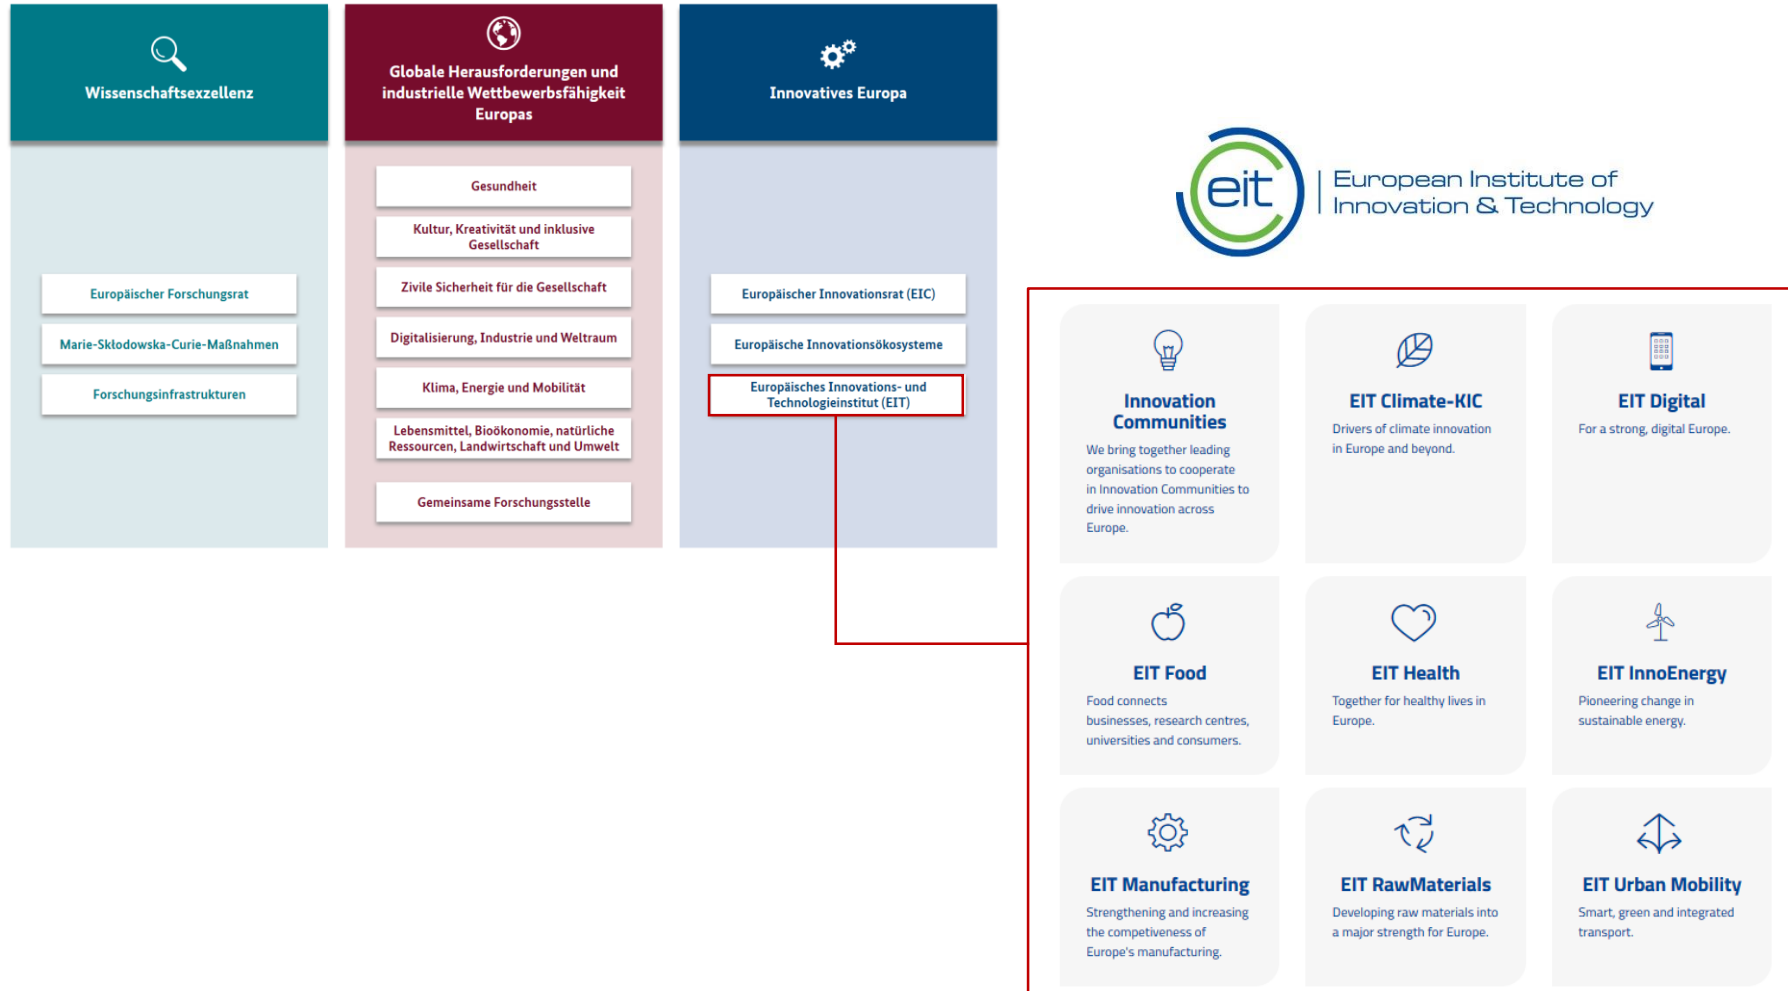 Wissenschaftsexzellenz
Europäischer Forschungsrat
Marie-Skłodowska-Curie-Maßnahmen
Forschungsinfrastrukturen
Globale Herausforderungen und
industrielle Wettbewerbsfähigkeit
Europas
Gesundheit
Kultur, Kreativität und inklusive
Gesellschaft
Zivile Sicherheit für die Gesellschaft
Digitalisierung, Industrie und Weltraum
Klima, Energie und Mobilität
Lebensmittel, Bioökonomie, natürliche
Ressourcen, Landwirtschaft und Umwelt
Gemeinsame Forschungsstelle
Innovatives Europa
Europäischer Innovationsrat (EIC)
Europäische Innovationsökosysteme
Europäisches Innovations- und
Technologieinstitut (EIT)
eit
European Institute of
Innovation & Technology
Innovation
Communities
We bring together leading
organisations to cooperate
in Innovation Communities to
drive innovation across
Europe.
EIT Climate-KIC
Drivers of climate innovation
in Europe and beyond.
EIT Digital
For a strong, digital Europe.
EIT Food
Food connects
businesses, research centres,
universities and consumers.
EIT Health
Together for healthy lives in
Europe.
EIT InnoEnergy
Pioneering change in
sustainable energy.
EIT Manufacturing
Strengthening and increasing
the competiveness of
Europe's manufacturing.
EIT RawMaterials
Developing raw materials into
a major strength for Europe.
EIT Urban Mobility
Smart, green and integrated
transport.